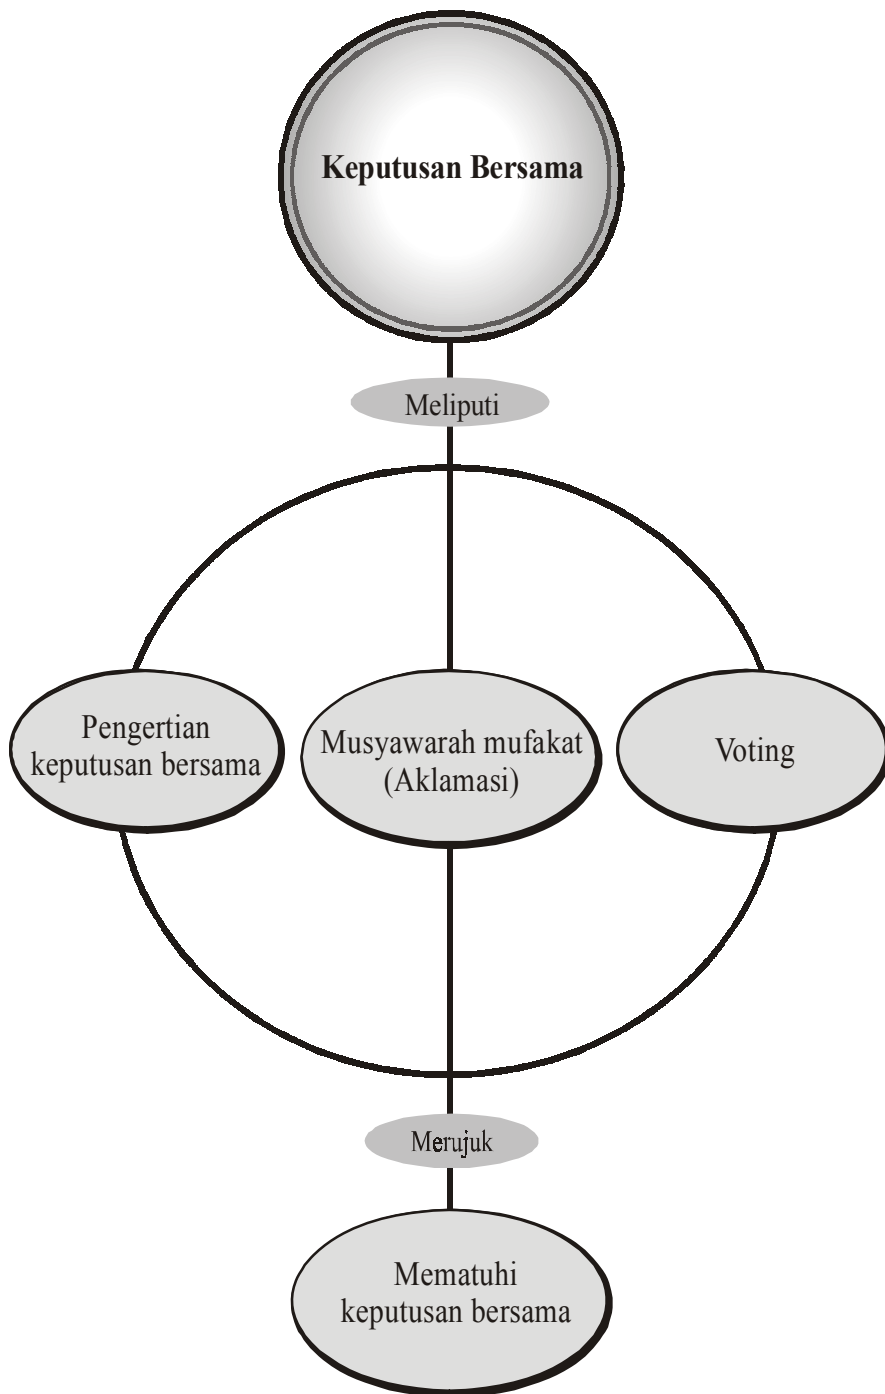 Keputusan Bersama
Meliputi
Pengertian
keputusan bersama
Musyawarah mufakat
(Aklamasi)
Voting
Merujuk
Mematuhi
keputusan bersama